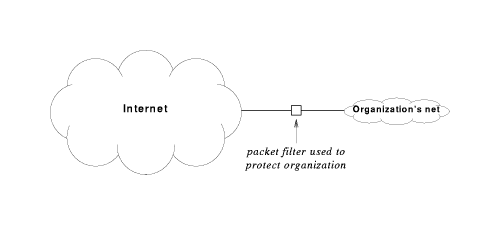 Internet
Organization's net
packet filter used to
protect organization